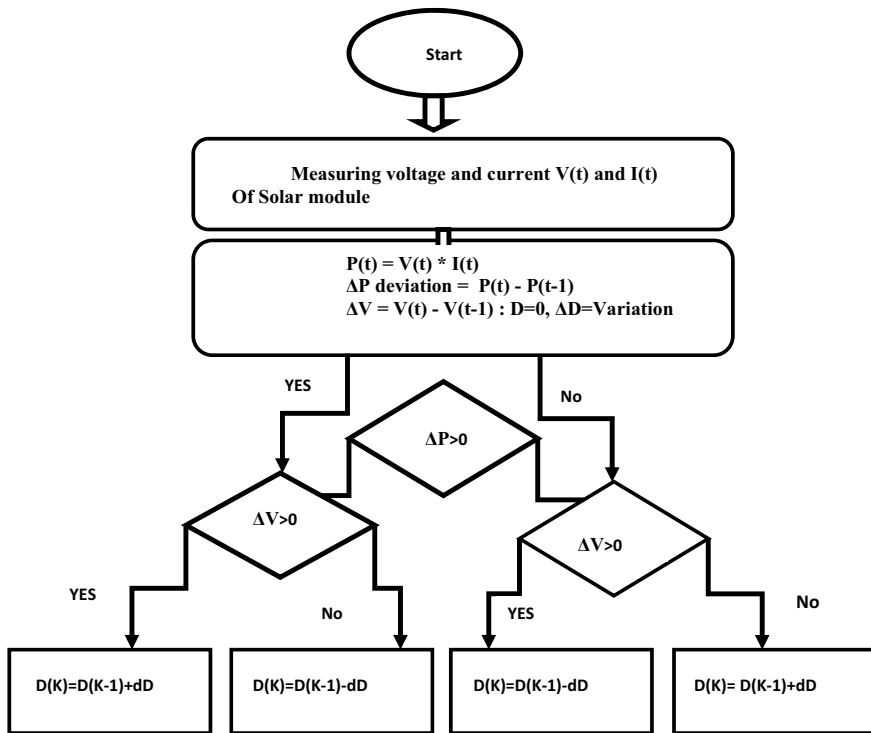 Start
Measuring voltage and current V(t) and I(t)
Of Solar module
P(t) = V(t) * I(t)
ΔP deviation = P(t) - P(t-1)
ΔV = V(t) - V(t-1) : D=0, ΔD=Variation
YES
No
ΔP>0
ΔV>0
ΔV>0
YES
No
YES
No
D(K)=D(K-1)+dD
D(K)=D(K-1)-dD
D(K)=D(K-1)-dD
D(K)= D(K-1)+dD